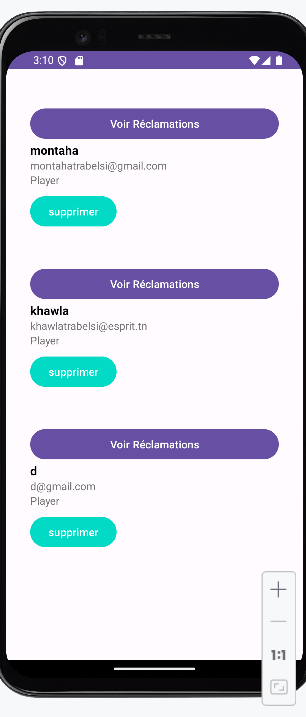 3:10
Voir Réclamations
montaha
montahatrabelsi@gmail.com
Player
supprimer
Voir Réclamations
khawla
khawlatrabelsi@esprit.tn
Player
supprimer
Voir Réclamations
d
d@gmail.com
Player
supprimer
1:1